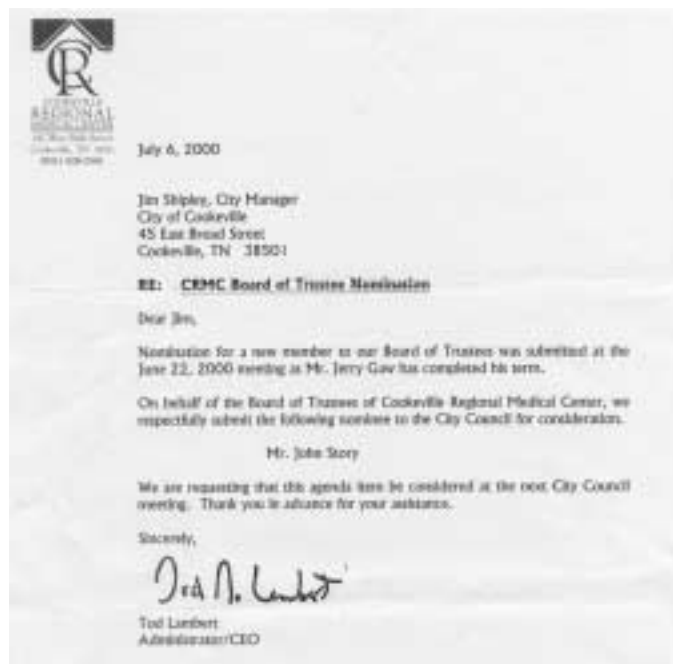 CR
REGIONAL
MEDICAL CENTER
July 6, 2000
Jim Shipley, City Manager
City of Cookeville
45 East Broad Street
Cookeville, TN 38501
RE: CRMC Board of Trustee Nomination
Dear Jim,
Nomination for a new member to our Board of Trustees was submitted at the
June 22, 2000 meeting as Mr. Jerry Gaw has completed his term.
On behalf of the Board of Trustees of Cookeville Regional Medical Center, we
respectfully submit the following nominee to the City Council for consideration.
Mr. John Story
We are requesting that this agenda item be considered at the next City Council
meeting. Thank you in advance for your assistance.
Sincerely,
Tod N. Lambert
Tod Lambert
Administrator/CEO